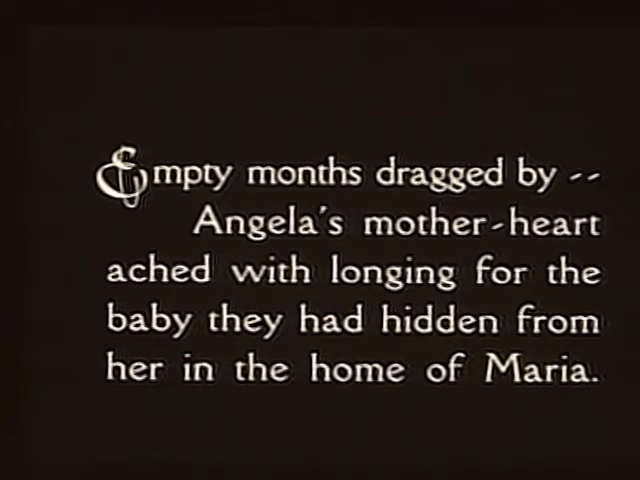 Empty months dragged by --
Angela's mother-heart
ached with longing for the
baby they had hidden from
her in the home of Maria.